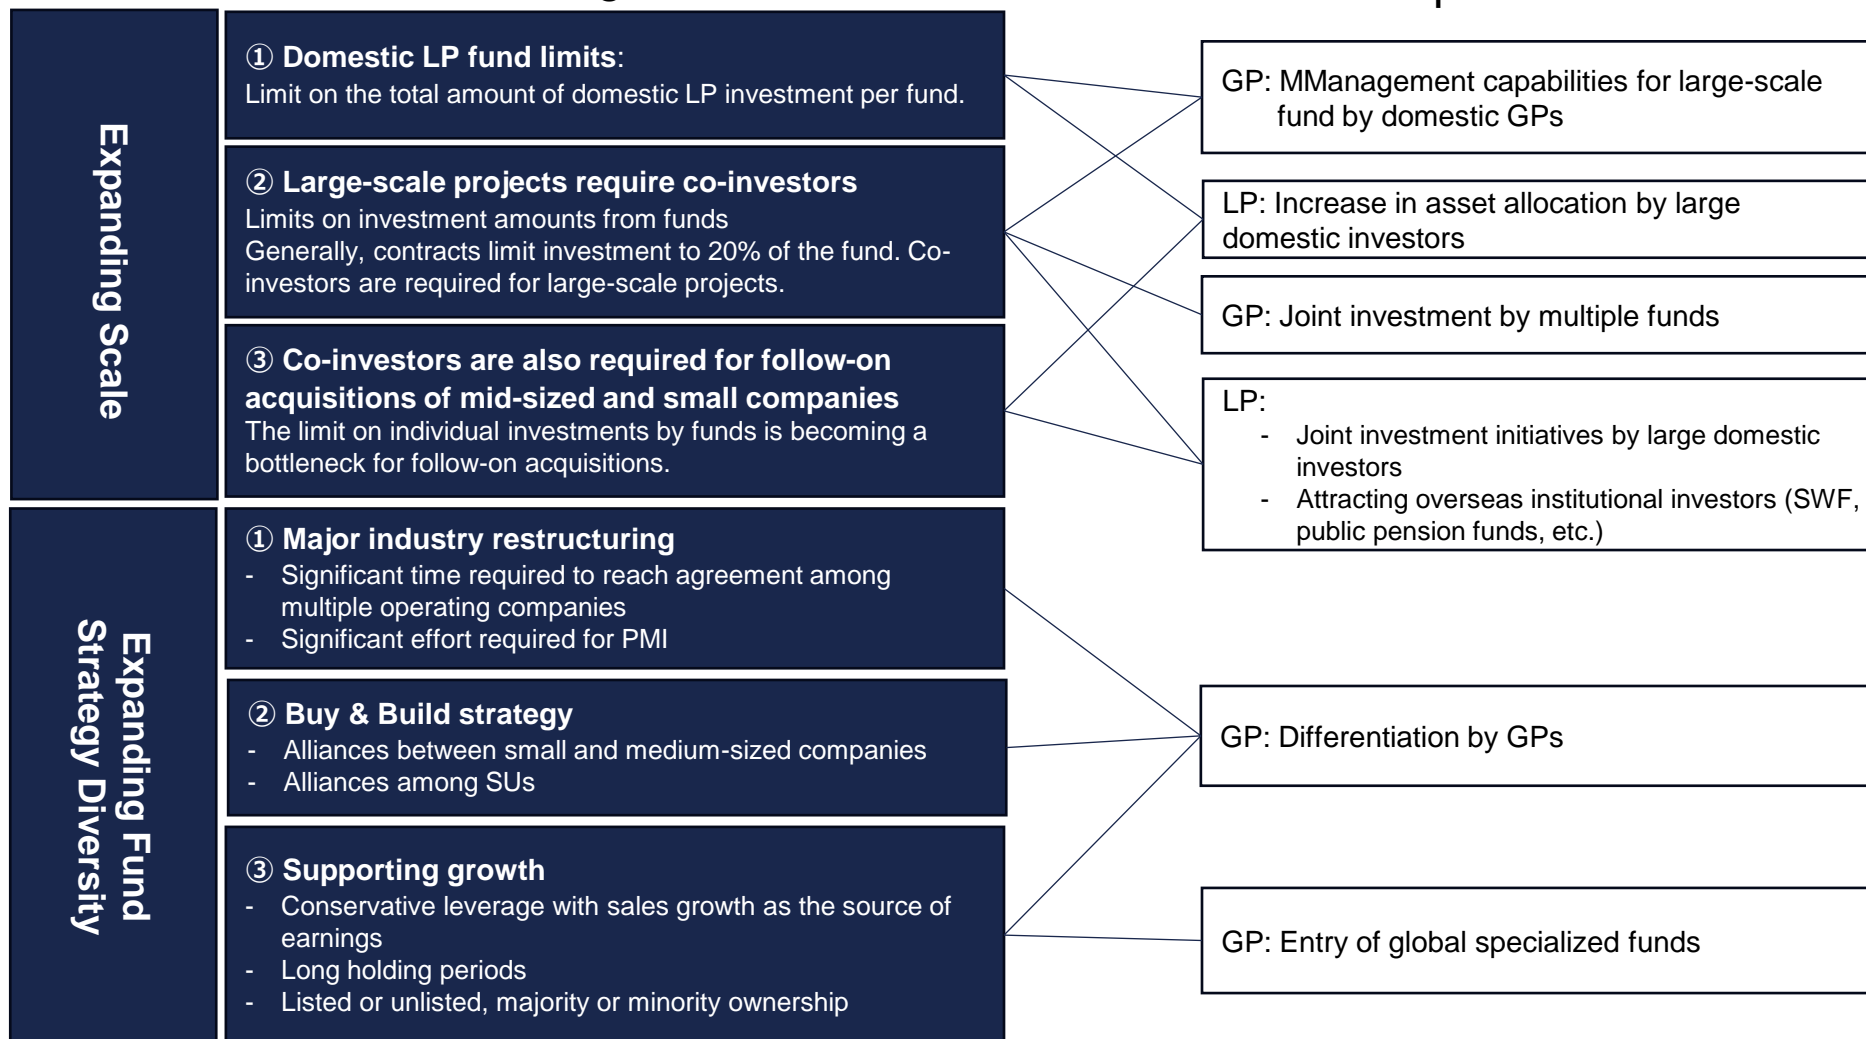 Expanding Scale
① Domestic LP fund limits:
Limit on the total amount of domestic LP investment per fund.
② Large-scale projects require co-investors
Limits on investment amounts from funds
Generally, contracts limit investment to 20% of the fund. Co-
investors are required for large-scale projects.
③ Co-investors are also required for follow-on
acquisitions of mid-sized and small companies
The limit on individual investments by funds is becoming a
bottleneck for follow-on acquisitions.
GP: MManagement capabilities for large-scale
fund by domestic GPs
LP: Increase in asset allocation by large
domestic investors
GP: Joint investment by multiple funds
LP:
- Joint investment initiatives by large domestic
investors
- Attracting overseas institutional investors (SWF,
public pension funds, etc.)
Expanding Fund
Strategy Diversity
① Major industry restructuring
- Significant time required to reach agreement among
multiple operating companies
- Significant effort required for PMI
② Buy & Build strategy
- Alliances between small and medium-sized companies
- Alliances among SUs
③ Supporting growth
- Conservative leverage with sales growth as the source of
earnings
- Long holding periods
- Listed or unlisted, majority or minority ownership
GP: Differentiation by GPs
GP: Entry of global specialized funds